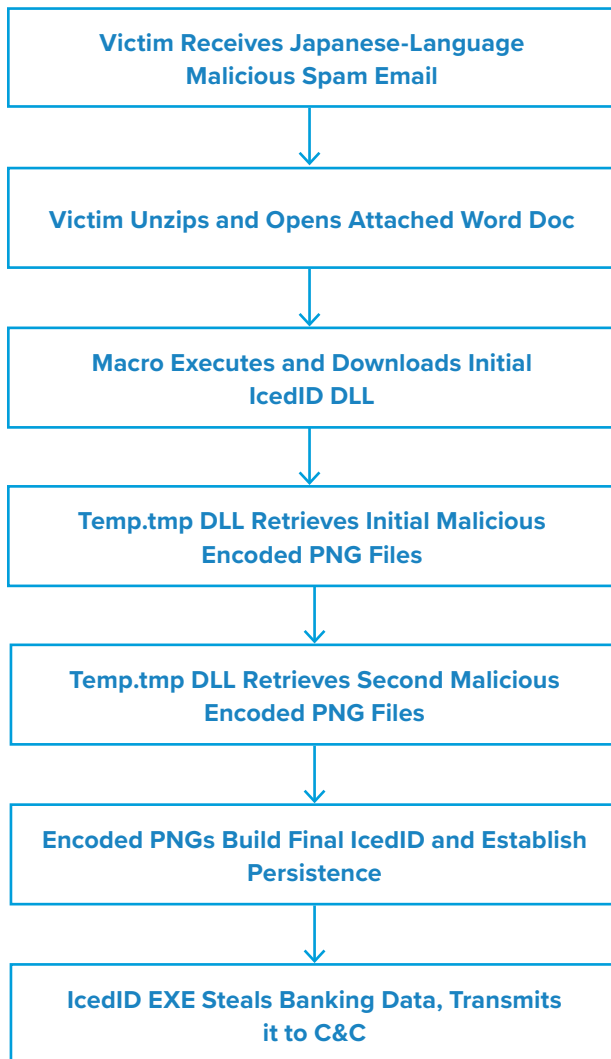 Victim Receives Japanese-Language
Malicious Spam Email
Victim Unzips and Opens Attached Word Doc
Macro Executes and Downloads Initial
IcedID DLL
Temp.tmp DLL Retrieves Initial Malicious
Encoded PNG Files
Temp.tmp DLL Retrieves Second Malicious
Encoded PNG Files
Encoded PNGs Build Final IcedID and Establish
Persistence
IcedID EXE Steals Banking Data, Transmits
it to C&C